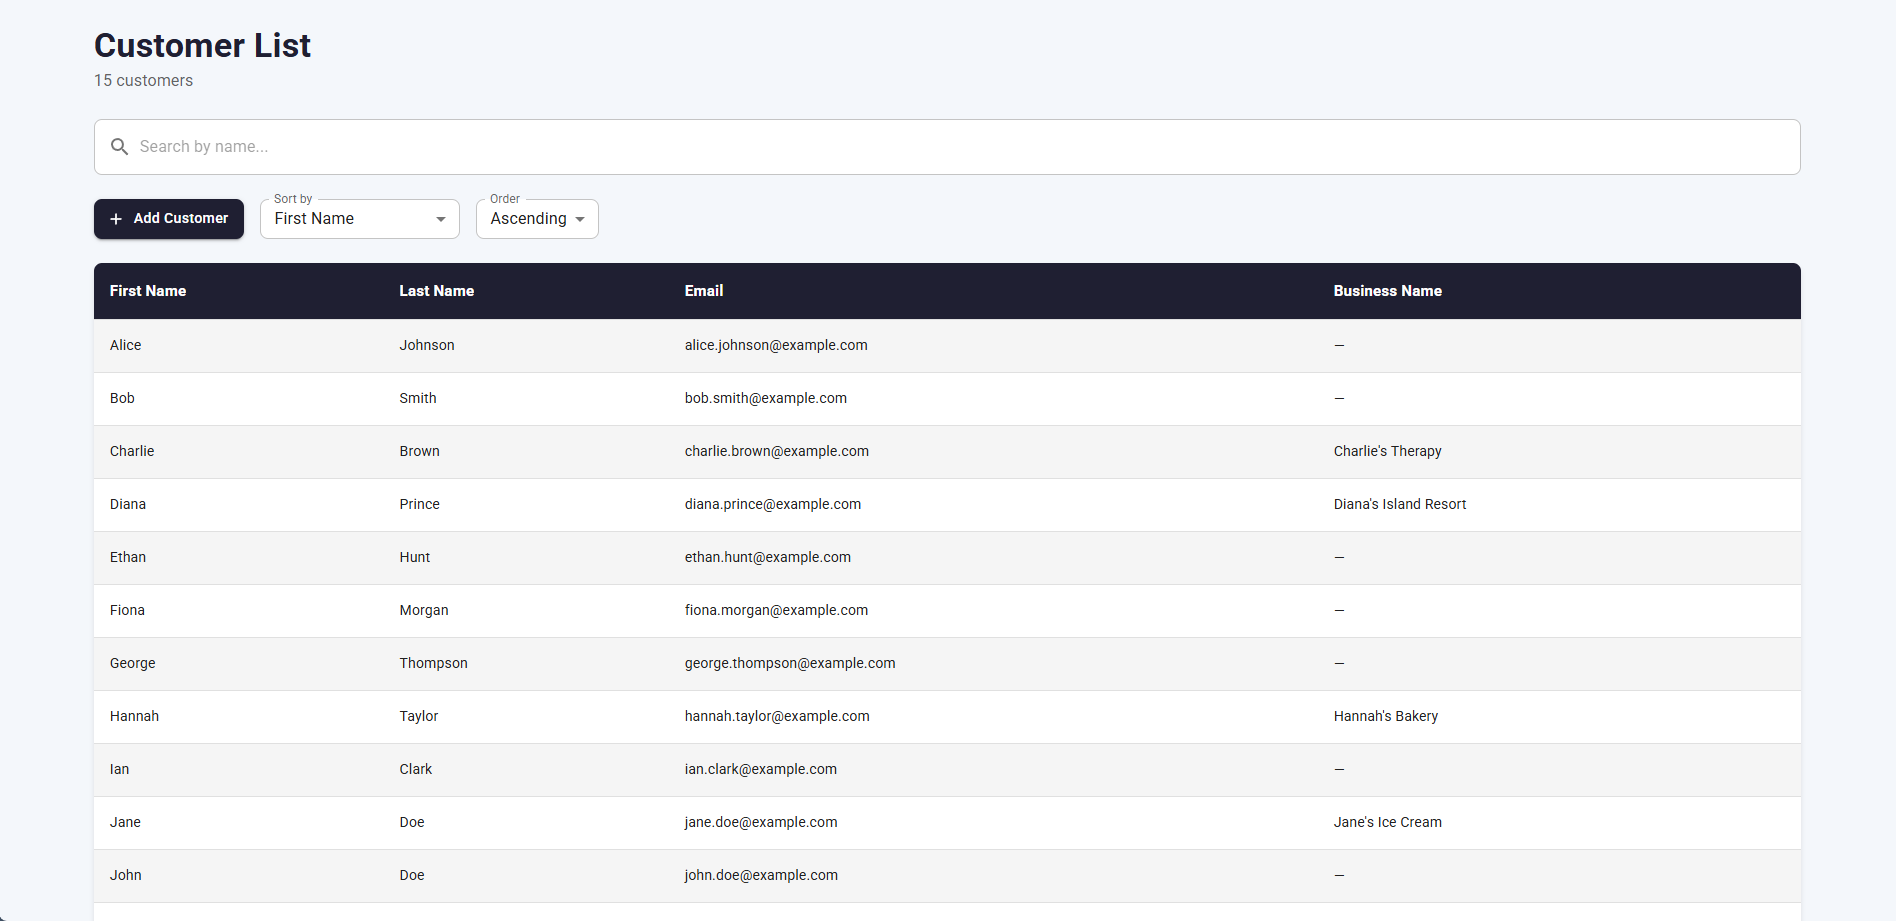 Customer List
15 customers
Search by name...
Add Customer
Sort by
First Name
Order
Ascending
First Name Last Name Email Business Name
Alice Johnson alice.johnson@example.com —
Bob Smith bob.smith@example.com —
Charlie Brown charlie.brown@example.com Charlie's Therapy
Diana Prince diana.prince@example.com Diana's Island Resort
Ethan Hunt ethan.hunt@example.com —
Fiona Morgan fiona.morgan@example.com —
George Thompson george.thompson@example.com —
Hannah Taylor hannah.taylor@example.com Hannah's Bakery
Ian Clark ian.clark@example.com —
Jane Doe jane.doe@example.com Jane's Ice Cream
John Doe john.doe@example.com —